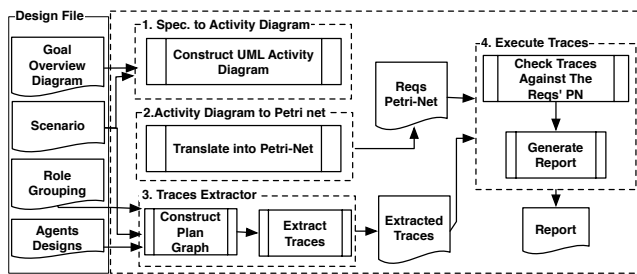 Design File
Goal
Overview
Diagram
Scenario
Role
Grouping
Agents
Designs
1. Spec. to Activity Diagram
Construct UML Activity
Diagram
2.Activity Diagram to Petri net
Translate into Petri-Net
3. Traces Extractor
Construct
Plan
Graph
Extract
Traces
Reqs
Petri-Net
Extracted
Traces
4. Execute Traces
Check Traces
Against The
Reqs' PN
Generate
Report
Report